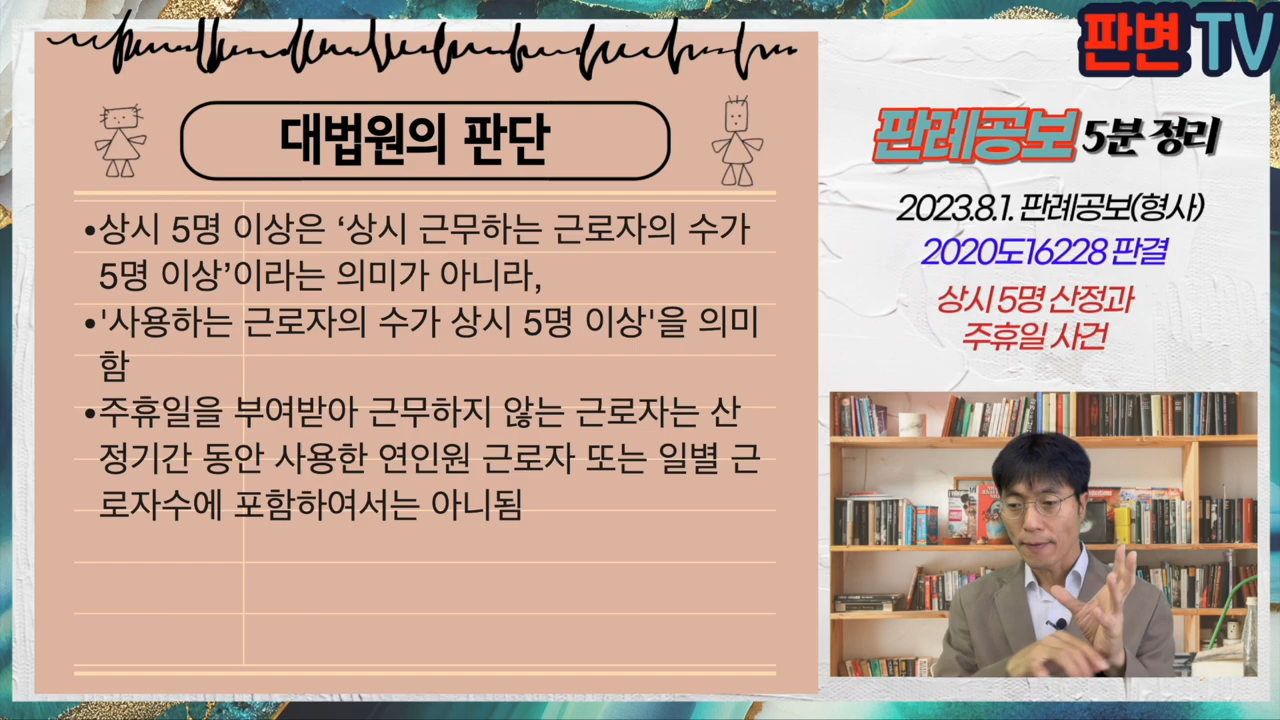 판변 TV
대법원의 판단
•상시 5명 이상은 ‘상시 근무하는 근로자의 수가
5명 이상’이라는 의미가 아니라,
•'사용하는 근로자의 수가 상시 5명 이상'을 의미
함
•주휴일을 부여받아 근무하지 않는 근로자는 산
정기간 동안 사용한 연인원 근로자 또는 일별 근
로자수에 포함하여서는 아니됨
판례공보 5분 정리
2023.8.1. 판례공보(형사)
2020도16228 판결
상시 5명 산정과
주휴일 사건